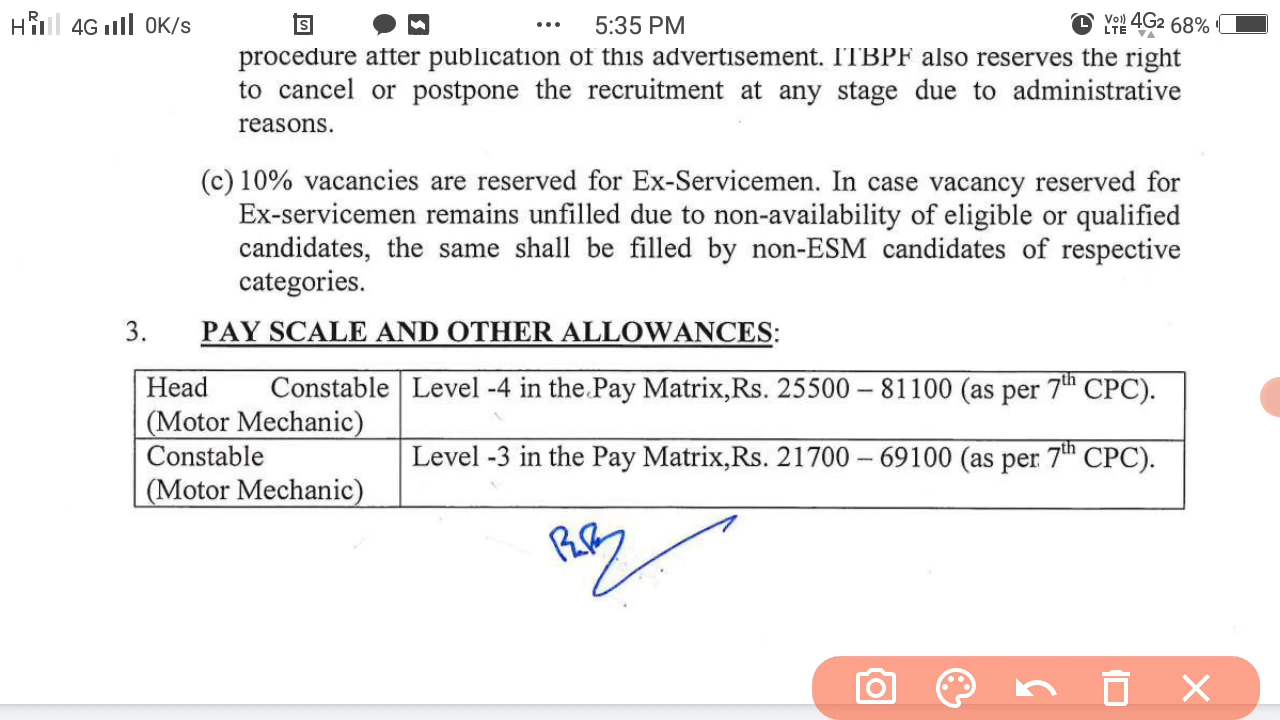 HR 4G 0K/s S ... 5:35 PM Vo)) LTE 4G2 68%
procedure after publication of this advertisement. ITBPF also reserves the right
to cancel or postpone the recruitment at any stage due to administrative
reasons.
(c) 10% vacancies are reserved for Ex-Servicemen. In case vacancy reserved for
Ex-servicemen remains unfilled due to non-availability of eligible or qualified
candidates, the same shall be filled by non-ESM candidates of respective
categories.
3. PAY SCALE AND OTHER ALLOWANCES:
Head Constable Level -4 in the Pay Matrix,Rs. 25500 – 81100 (as per 7th CPC).
(Motor Mechanic)
Constable Level -3 in the Pay Matrix,Rs. 21700 – 69100 (as per 7th CPC).
(Motor Mechanic)